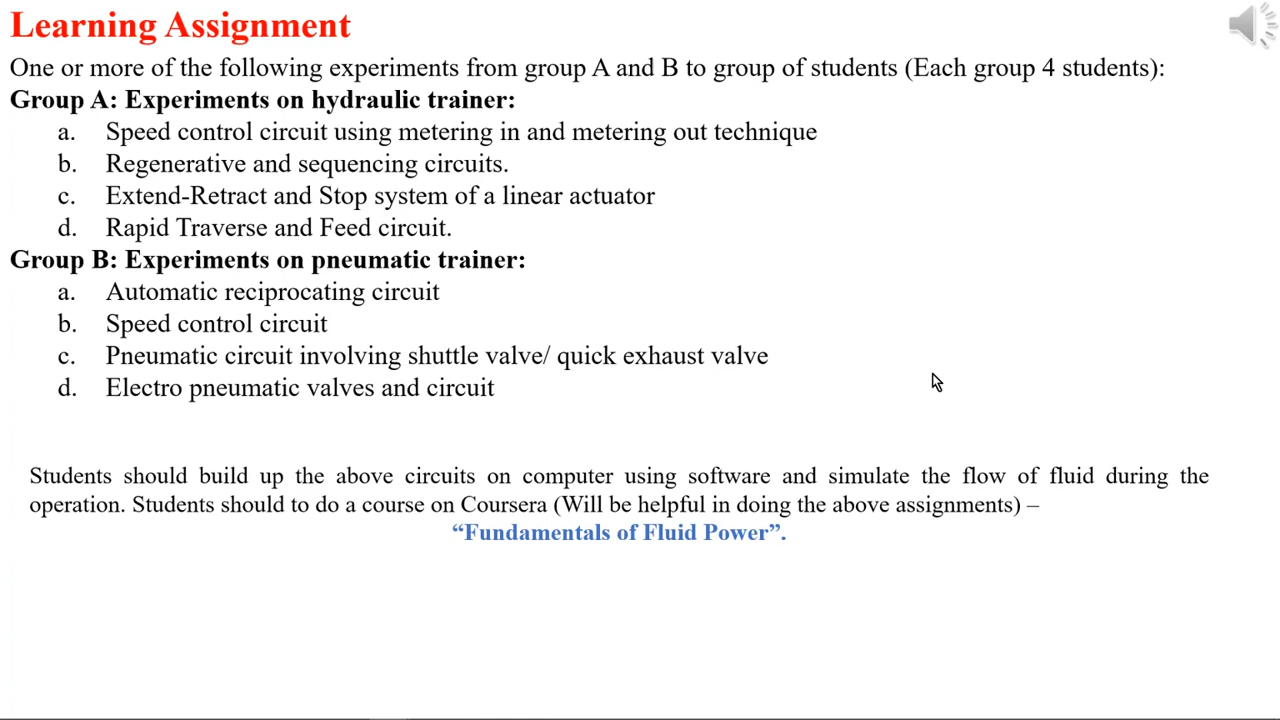 Learning Assignment
One or more of the following experiments from group A and B to group of students (Each group 4 students):
Group A: Experiments on hydraulic trainer:
a. Speed control circuit using metering in and metering out technique
b. Regenerative and sequencing circuits.
c. Extend-Retract and Stop system of a linear actuator
d. Rapid Traverse and Feed circuit.
Group B: Experiments on pneumatic trainer:
a. Automatic reciprocating circuit
b. Speed control circuit
c. Pneumatic circuit involving shuttle valve/ quick exhaust valve
d. Electro pneumatic valves and circuit
Students should build up the above circuits on computer using software and simulate the flow of fluid during the
operation. Students should to do a course on Coursera (Will be helpful in doing the above assignments) –
“Fundamentals of Fluid Power”.